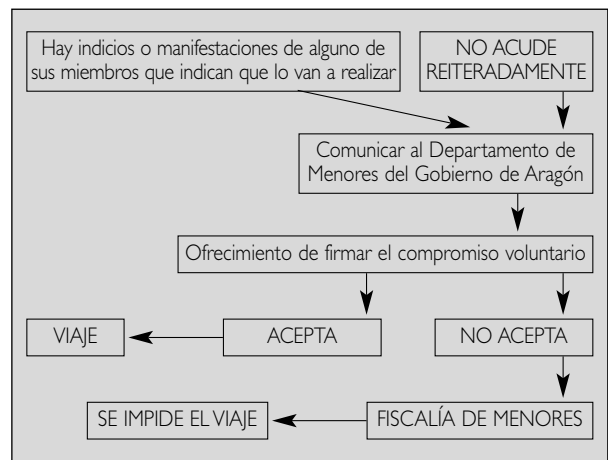 Hay indicios o manifestaciones de alguno de
sus miembros que indican que lo van a realizar
NO ACUDE
REITERADAMENTE
Comunicar al Departamento de
Menores del Gobierno de Aragón
Ofrecimiento de firmar el compromiso voluntario
VIAJE
ACEPTA
NO ACEPTA
SE IMPIDE EL VIAJE
FISCALÍA DE MENORES